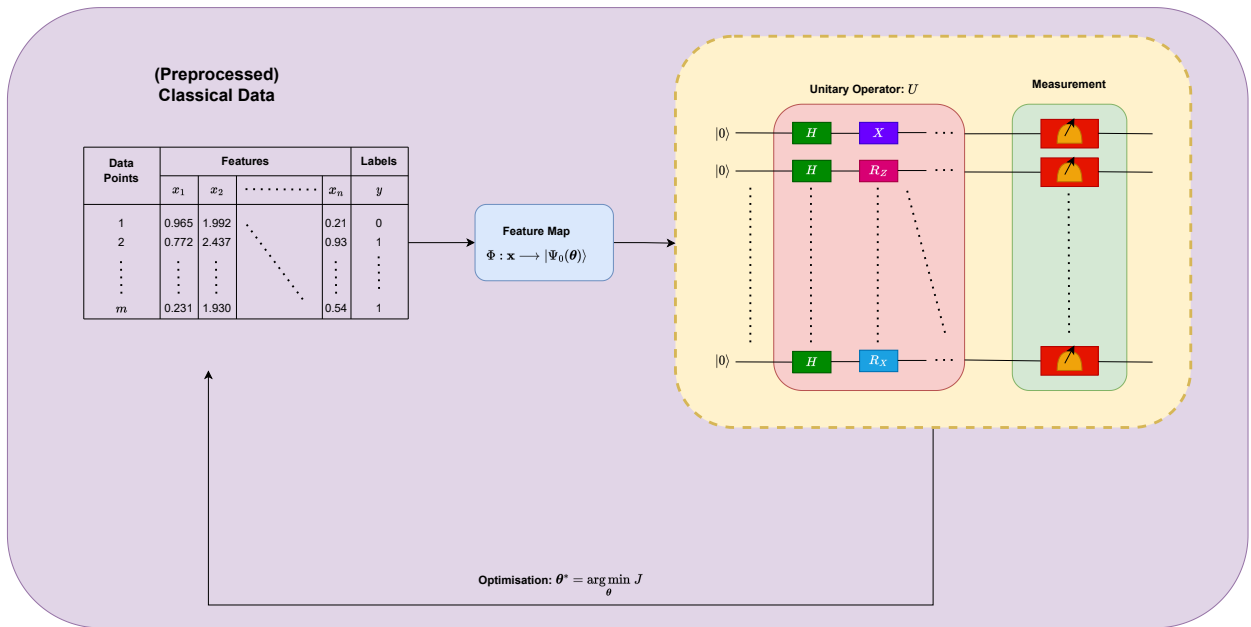 (Preprocessed)
Classical Data
Data Points Features Labels
x₁ x₂ ·········· xₙ y
1 0.965 1.992 0.21 0
2 0.772 2.437 0.93 1
m 0.231 1.930 0.54 1
Feature Map
Φ : 𝐱 ⟶ |Ψ₀(𝜽)⟩
Unitary Operator: U
Measurement
|0⟩ H X ···
|0⟩ H R_Z ···
|0⟩ H R_X ···
Optimisation: 𝜽* = arg min J
𝜽